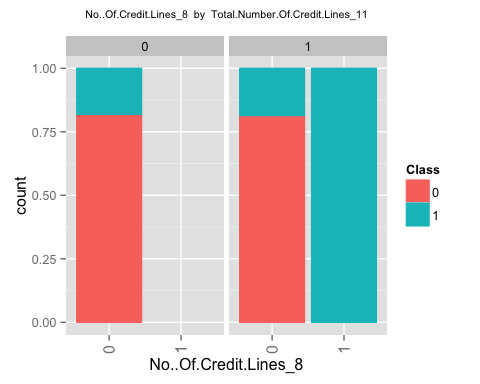 No..Of.Credit.Lines_8 by Total.Number.Of.Credit.Lines_11
0 1
1.00
0.75
0.50
0.25
0.00
count
0 1 0 1
No..Of.Credit.Lines_8
Class
0
1